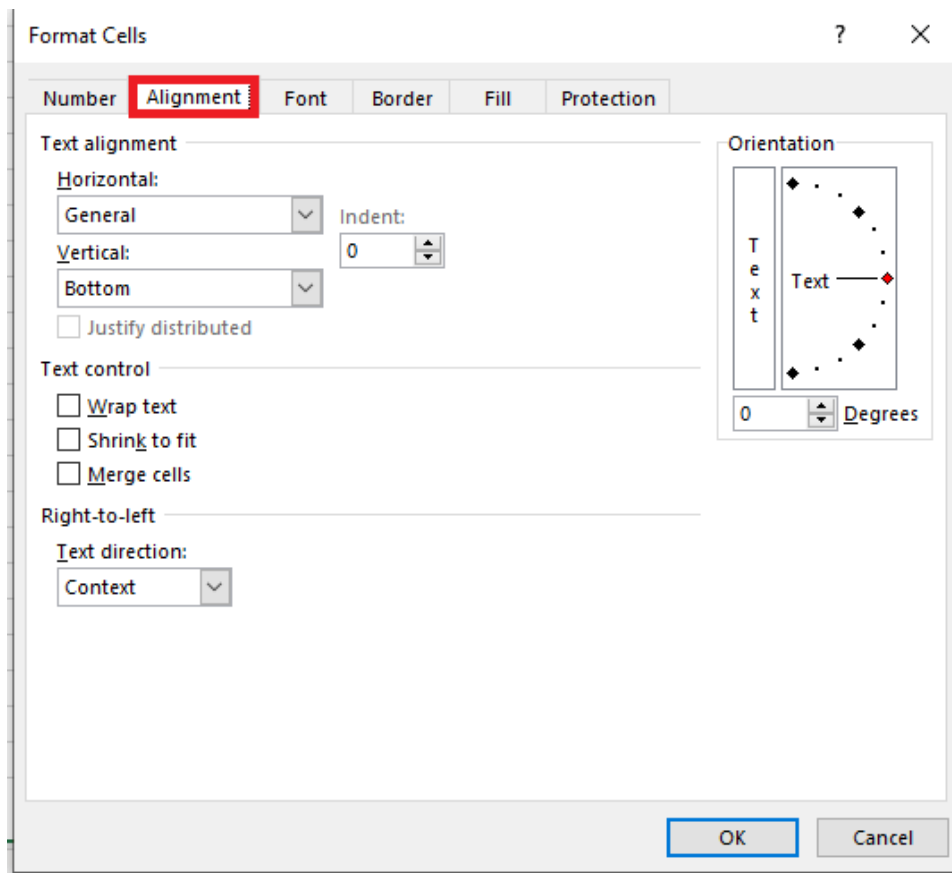 Format Cells ?
Number Alignment Font Border Fill Protection
Text alignment
Horizontal:
General
Indent:
0
Vertical:
Bottom
Justify distributed
Text control
Wrap text
Shrink to fit
Merge cells
Right-to-left
Text direction:
Context
Orientation
Text
Text
0 Degrees
OK Cancel